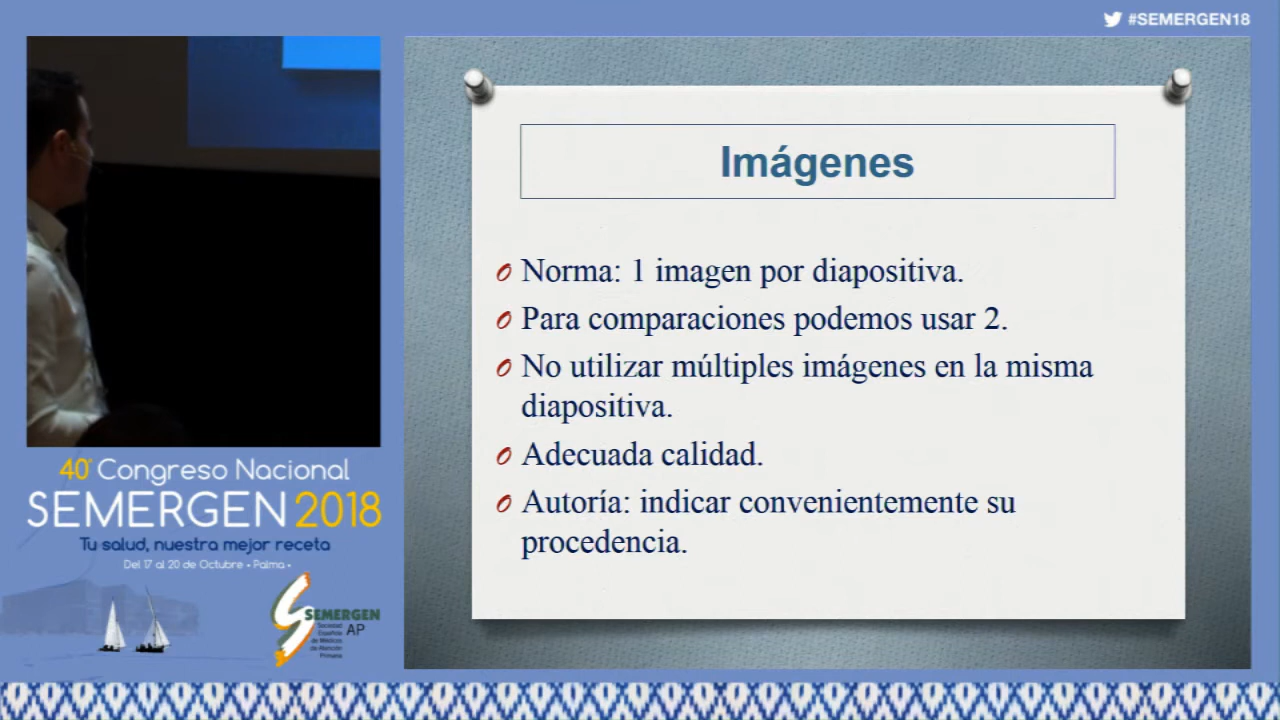 #SEMERGEN18
Imágenes
Norma: 1 imagen por diapositiva.
Para comparaciones podemos usar 2.
No utilizar múltiples imágenes en la misma
diapositiva.
Adecuada calidad.
Autoría: indicar convenientemente su
procedencia.
40º Congreso Nacional
SEMERGEN 2018
Tu salud, nuestra mejor receta
Del 17 al 20 de Octubre • Palma •
SEMERGEN
AP
Sociedad
Española
de Médicos
de Atención
Primaria